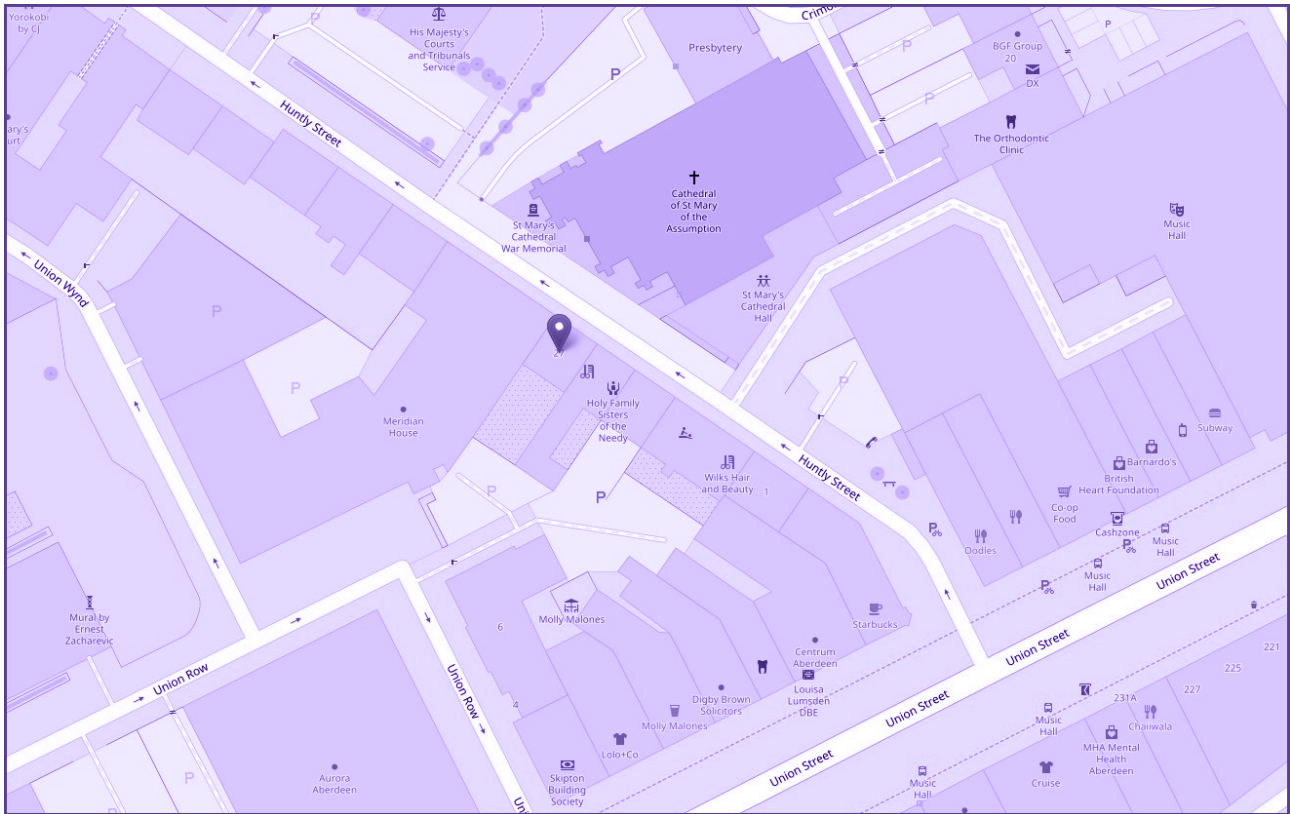 Yorokobi
by Cj
P
His Majesty's
Courts
and Tribunals
Service
P
Presbytery
Crimo
P
BGF Group
20
DX
P
P
The Orthodontic
Clinic
ary's
urt
Huntly Street
Cathedral
of St Mary
of the
Assumption
St Mary's
Cathedral
War Memorial
Music
Hall
Union Wynd
P
St Mary's
Cathedral
Hall
27
P
P
Meridian
House
Holy Family
Sisters
of the
Needy
Subway
Barnardo's
British
Heart Foundation
Huntly Street
Wilks Hair
and Beauty
1
P
P
Co-op
Food
Cashzone
Oodles
P
P
Music
Hall
Music
Hall
P
Union Street
Mural by
Ernest
Zacharevic
Molly Malones
6
Starbucks
Union Street
221
Centrum
Aberdeen
225
Union Row
Union Row
Louisa
Lumsden
DBE
Digby Brown
Solicitors
227
231A
4
Molly Malones
Union Street
Music
Hall
Chaiiwala
Lolo+Co
MHA Mental
Health
Aberdeen
Union Street
P
Aurora
Aberdeen
Skipton
Building
Society
Music
Hall
Cruise
Uni
P